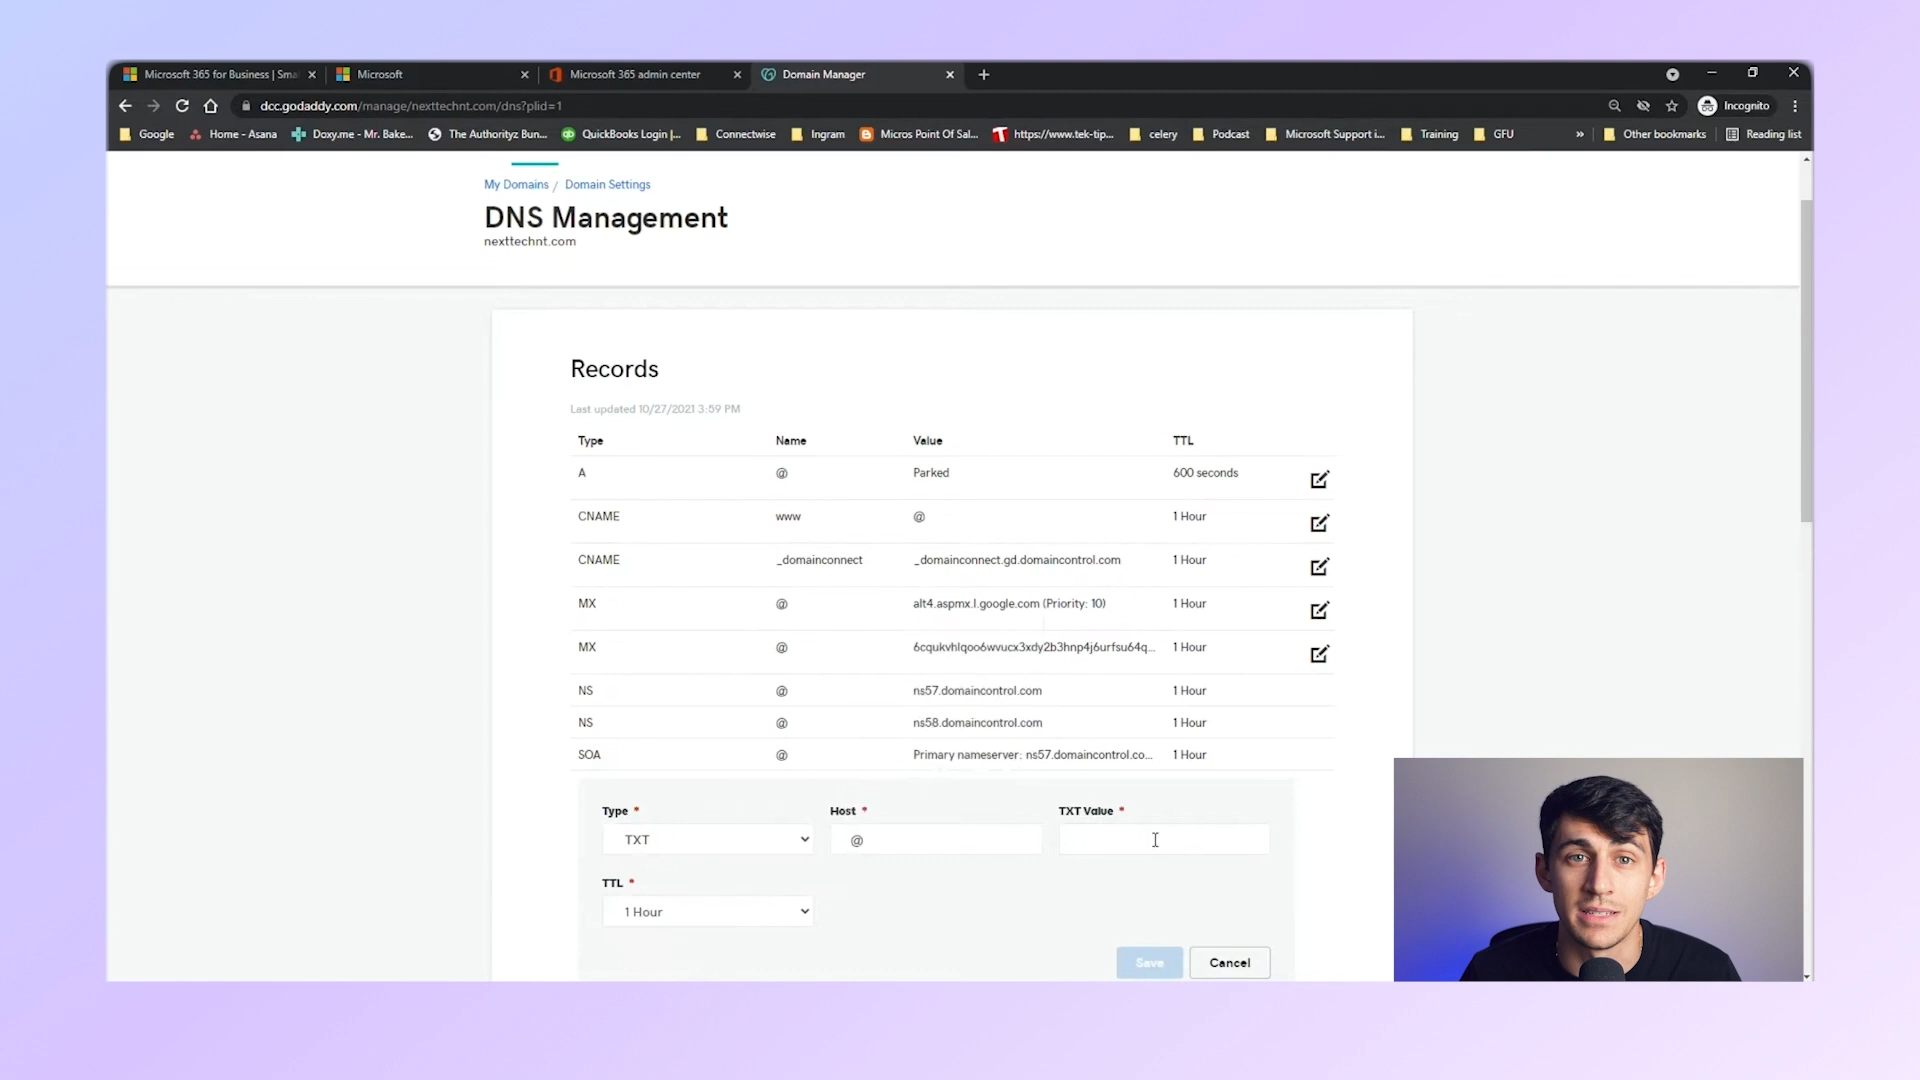 Microsoft 365 for Business | Sma
Microsoft
Microsoft 365 admin center
Domain Manager
dcc.godaddy.com/manage/nexttechnt.com/dns?plid=1
Incognito
Google
Home - Asana
Doxy.me - Mr. Bake...
The Authorityz Bun...
QuickBooks Login |...
Connectwise
Ingram
Micros Point Of Sal...
https://www.tek-tip...
celery
Podcast
Microsoft Support i...
Training
GFU
»
Other bookmarks
Reading list
My Domains / Domain Settings
DNS Management
nexttechnt.com
Records
Last updated 10/27/2021 3:59 PM
Type Name Value TTL
A @ Parked 600 seconds
CNAME www @ 1 Hour
CNAME _domainconnect _domainconnect.gd.domaincontrol.com 1 Hour
MX @ alt4.aspmx.l.google.com (Priority: 10) 1 Hour
MX @ 6cqukvhlqoo6wvucx3xdy2b3hnp4j6urfsu64q... 1 Hour
NS @ ns57.domaincontrol.com 1 Hour
NS @ ns58.domaincontrol.com 1 Hour
SOA @ Primary nameserver: ns57.domaincontrol.co... 1 Hour
Type * Host * TXT Value *
TXT @
TTL *
1 Hour
Save Cancel